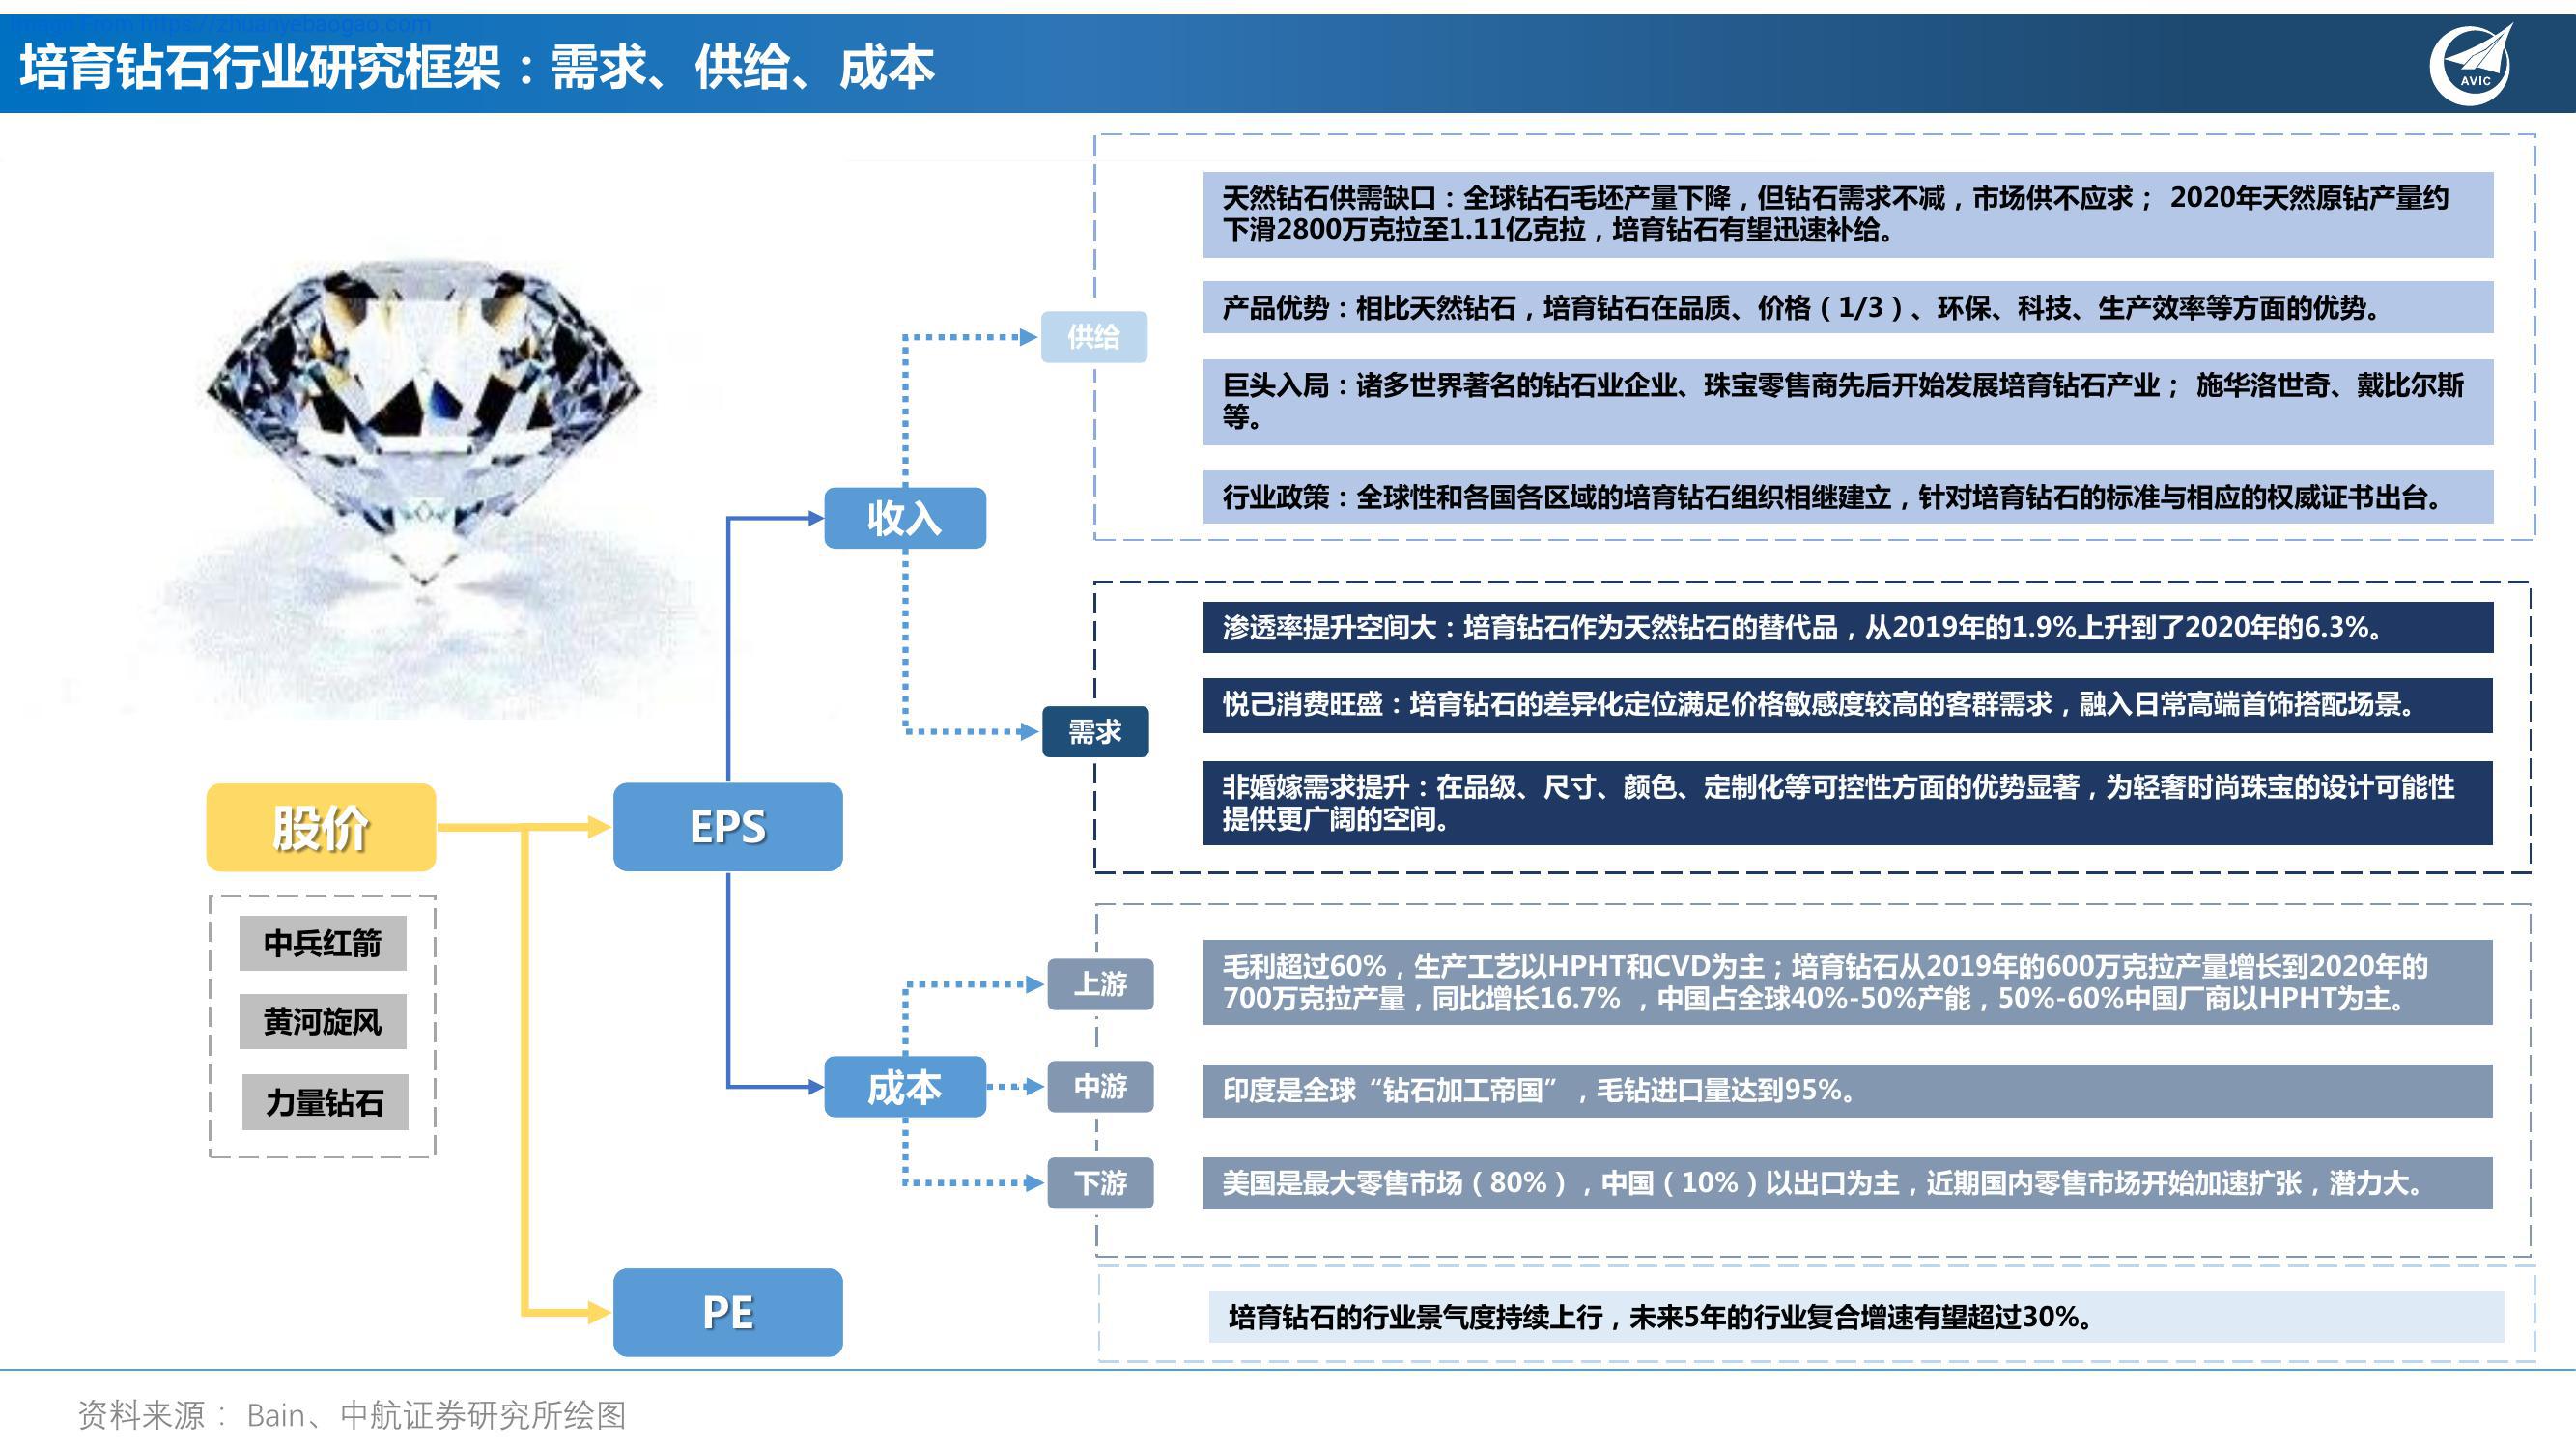 Image From https://zhuanyebaogao.com
培育钻石行业研究框架：需求、供给、成本
AVIC
天然钻石供需缺口：全球钻石毛坯产量下降，但钻石需求不减，市场供不应求； 2020年天然原钻产量约
下滑2800万克拉至1.11亿克拉，培育钻石有望迅速补给。
产品优势：相比天然钻石，培育钻石在品质、价格（1/3）、环保、科技、生产效率等方面的优势。
供给
巨头入局：诸多世界著名的钻石业企业、珠宝零售商先后开始发展培育钻石产业； 施华洛世奇、戴比尔斯
等。
行业政策：全球性和各国各区域的培育钻石组织相继建立，针对培育钻石的标准与相应的权威证书出台。
收入
渗透率提升空间大：培育钻石作为天然钻石的替代品，从2019年的1.9%上升到了2020年的6.3%。
悦己消费旺盛：培育钻石的差异化定位满足价格敏感度较高的客群需求，融入日常高端首饰搭配场景。
需求
非婚嫁需求提升：在品级、尺寸、颜色、定制化等可控性方面的优势显著，为轻奢时尚珠宝的设计可能性
提供更广阔的空间。
股价
EPS
中兵红箭
黄河旋风
力量钻石
上游
毛利超过60%，生产工艺以HPHT和CVD为主；培育钻石从2019年的600万克拉产量增长到2020年的
700万克拉产量，同比增长16.7% ，中国占全球40%-50%产能，50%-60%中国厂商以HPHT为主。
成本
中游
印度是全球“钻石加工帝国”，毛钻进口量达到95%。
下游
美国是最大零售市场（80%），中国（10%）以出口为主，近期国内零售市场开始加速扩张，潜力大。
PE
培育钻石的行业景气度持续上行，未来5年的行业复合增速有望超过30%。
资料来源： Bain、中航证券研究所绘图